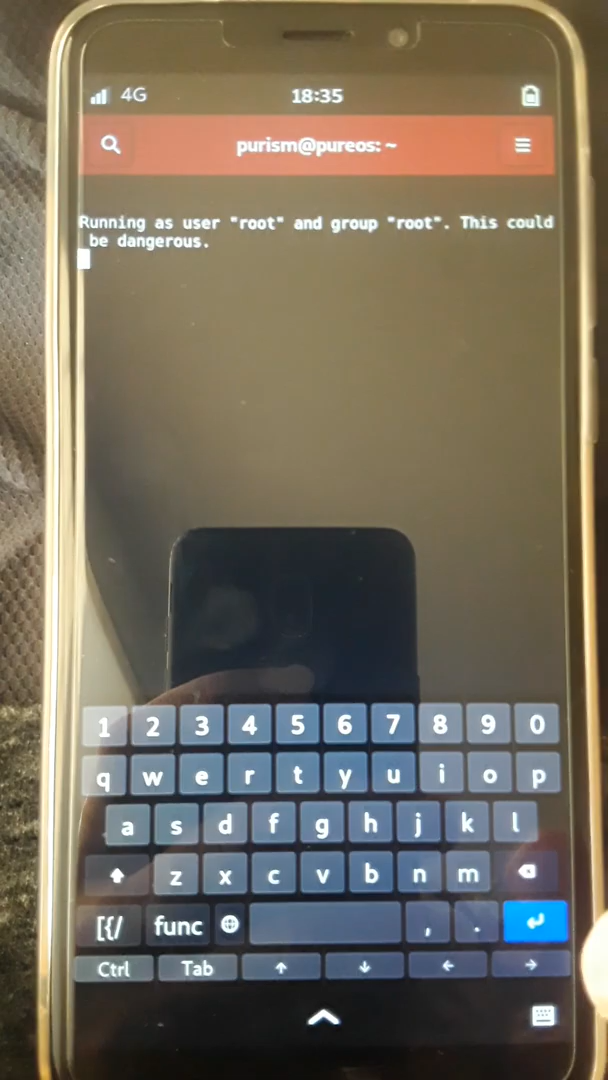 4G 18:35
purism@pureos: ~
Running as user "root" and group "root". This could
be dangerous.
1 2 3 4 5 6 7 8 9 0
q w e r t y u i o p
a s d f g h j k l
z x c v b n m
[{/ func , .
Ctrl Tab ↑ ↓ ← →